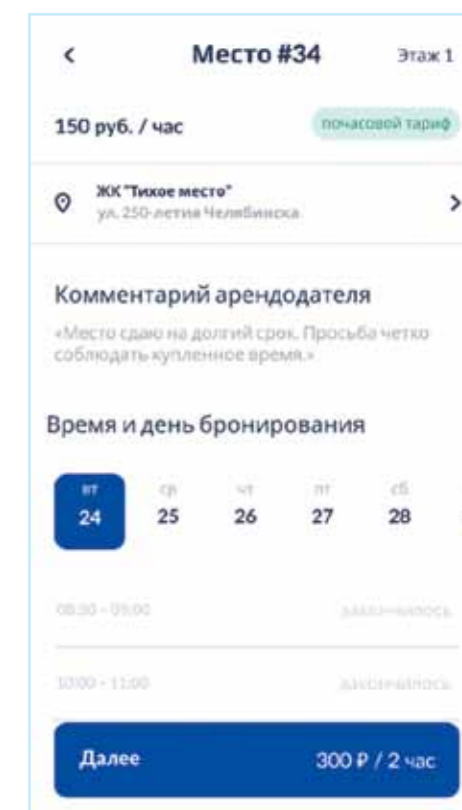 Место #34
Этаж 1
150 руб. / час
почасовой тариф
ЖК "Тихое место"
ул. 250-летия Челябинска
Комментарий арендодателя
«Место сдаю на долгий срок. Просьба четко
соблюдать купленное время.»
Время и день бронирования
вт ср чт пт сб
24 25 26 27 28
08:30 - 09:00 закончилось
10:00 - 11:00 закончилось
Далее 300 ₽ / 2 час